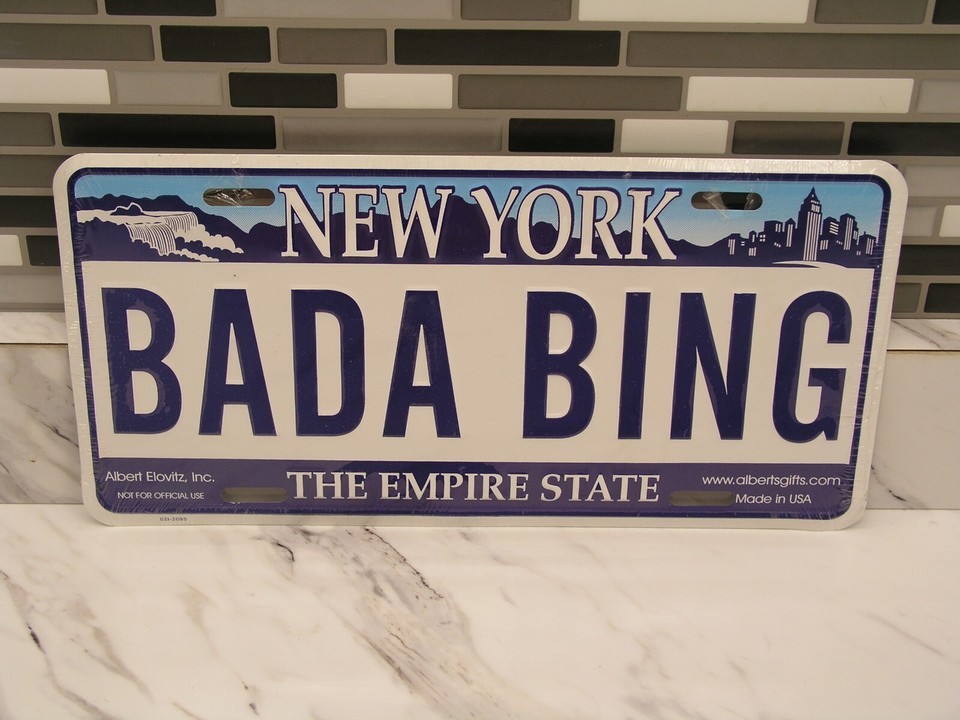 NEW YORK
BADA BING
Albert Elovitz, Inc.
NOT FOR OFFICIAL USE
THE EMPIRE STATE
www.albertsgifts.com
Made in USA